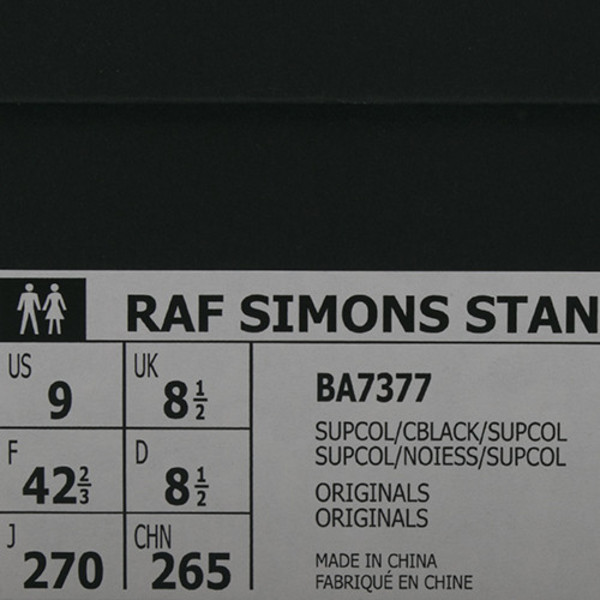 RAF SIMONS STAN
US 9 UK 8 1/2
F 42 2/3 D 8 1/2
J 270 CHN 265
BA7377
SUPCOL/CBLACK/SUPCOL
SUPCOL/NOIESS/SUPCOL
ORIGINALS
ORIGINALS
MADE IN CHINA
FABRIQUÉ EN CHINE